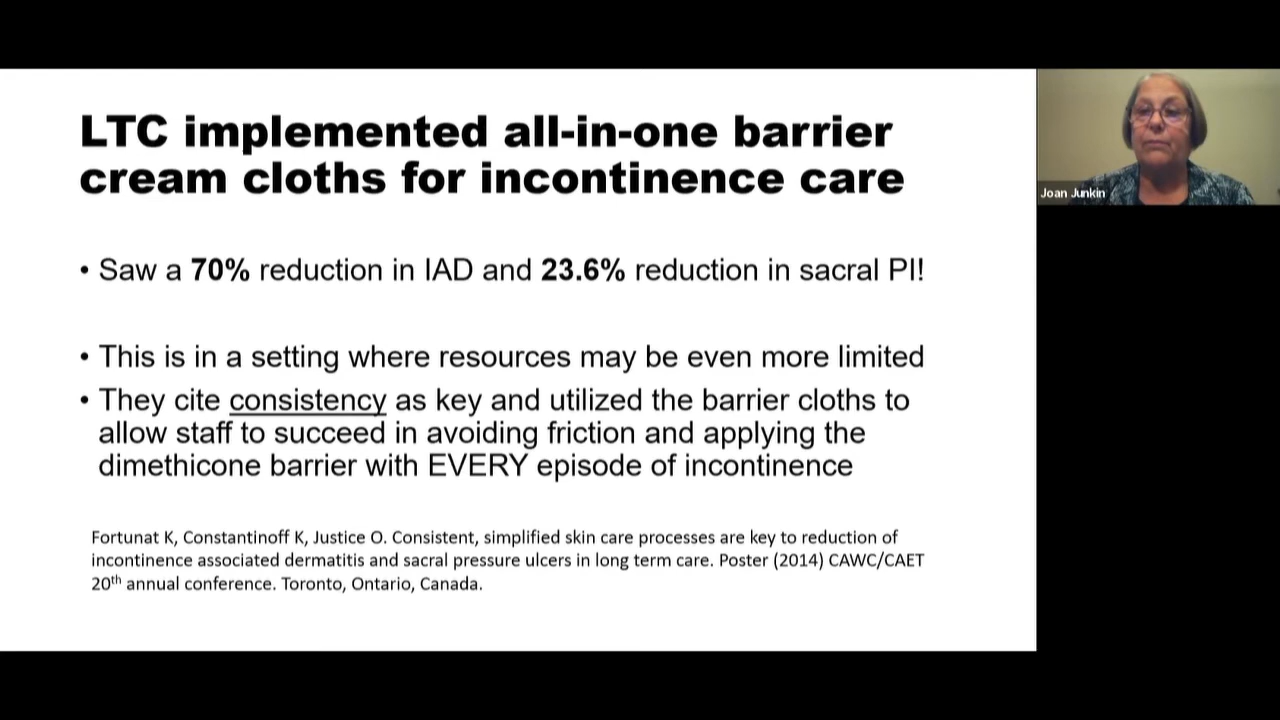 LTC implemented all-in-one barrier
cream cloths for incontinence care
• Saw a 70% reduction in IAD and 23.6% reduction in sacral PI!
• This is in a setting where resources may be even more limited
• They cite consistency as key and utilized the barrier cloths to
allow staff to succeed in avoiding friction and applying the
dimethicone barrier with EVERY episode of incontinence
Fortunat K, Constantinoff K, Justice O. Consistent, simplified skin care processes are key to reduction of
incontinence associated dermatitis and sacral pressure ulcers in long term care. Poster (2014) CAWC/CAET
20th annual conference. Toronto, Ontario, Canada.
Joan Junkin